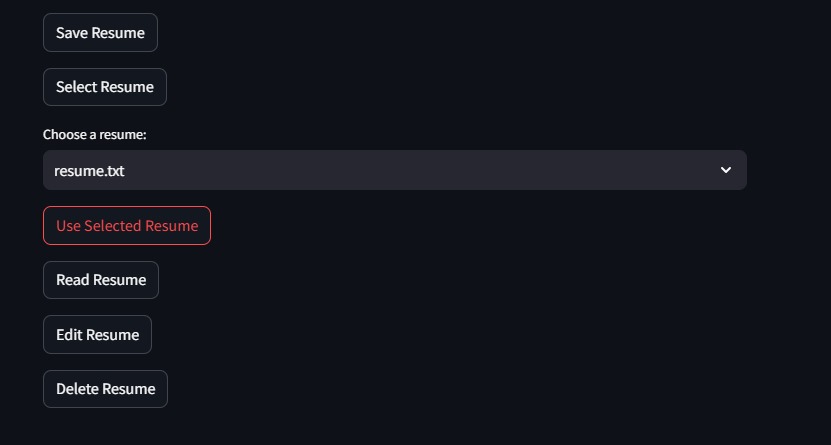 Save Resume
Select Resume
Choose a resume:
resume.txt
Use Selected Resume
Read Resume
Edit Resume
Delete Resume